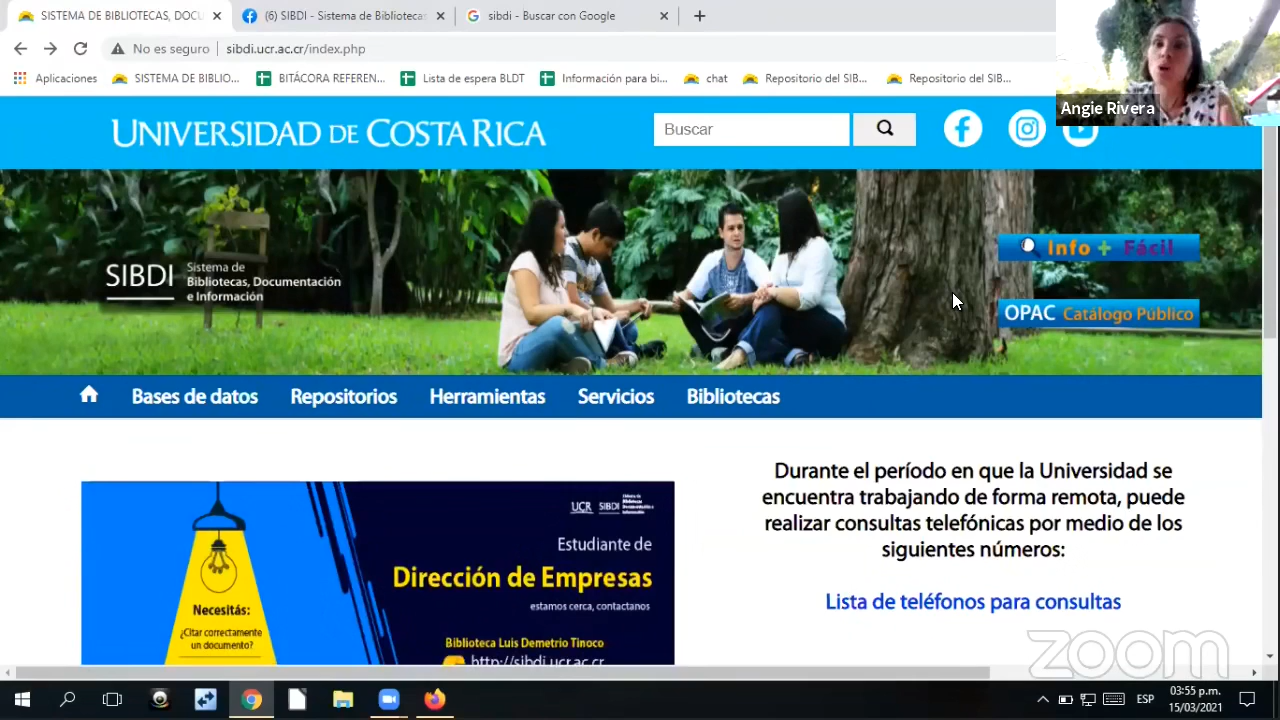 SISTEMA DE BIBLIOTECAS, DOCU
(6) SIBDI - Sistema de Bibliotecas
sibdi - Buscar con Google
No es seguro
sibdi.ucr.ac.cr/index.php
Aplicaciones
SISTEMA DE BIBLIO...
BITÁCORA REFEREN...
Lista de espera BLDT
Información para bi...
chat
Repositorio del SIB...
Repositorio del SIB...
Angie Rivera
UNIVERSIDAD DE COSTA RICA
Buscar
Info + Fácil
SIBDI
Sistema de
Bibliotecas, Documentación
e Información
OPAC Catálogo Público
Bases de datos
Repositorios
Herramientas
Servicios
Bibliotecas
Durante el período en que la Universidad se
encuentra trabajando de forma remota, puede
realizar consultas telefónicas por medio de los
siguientes números:
Lista de teléfonos para consultas
UCR
SIBDI
Estudiante de
Dirección de Empresas
estamos cerca, contactanos
Necesitás:
¿Citar correctamente
un documento?
Biblioteca Luis Demetrio Tinoco
http://sibdi.ucr.ac.cr
zoom
ESP
03:55 p.m.
15/03/2021